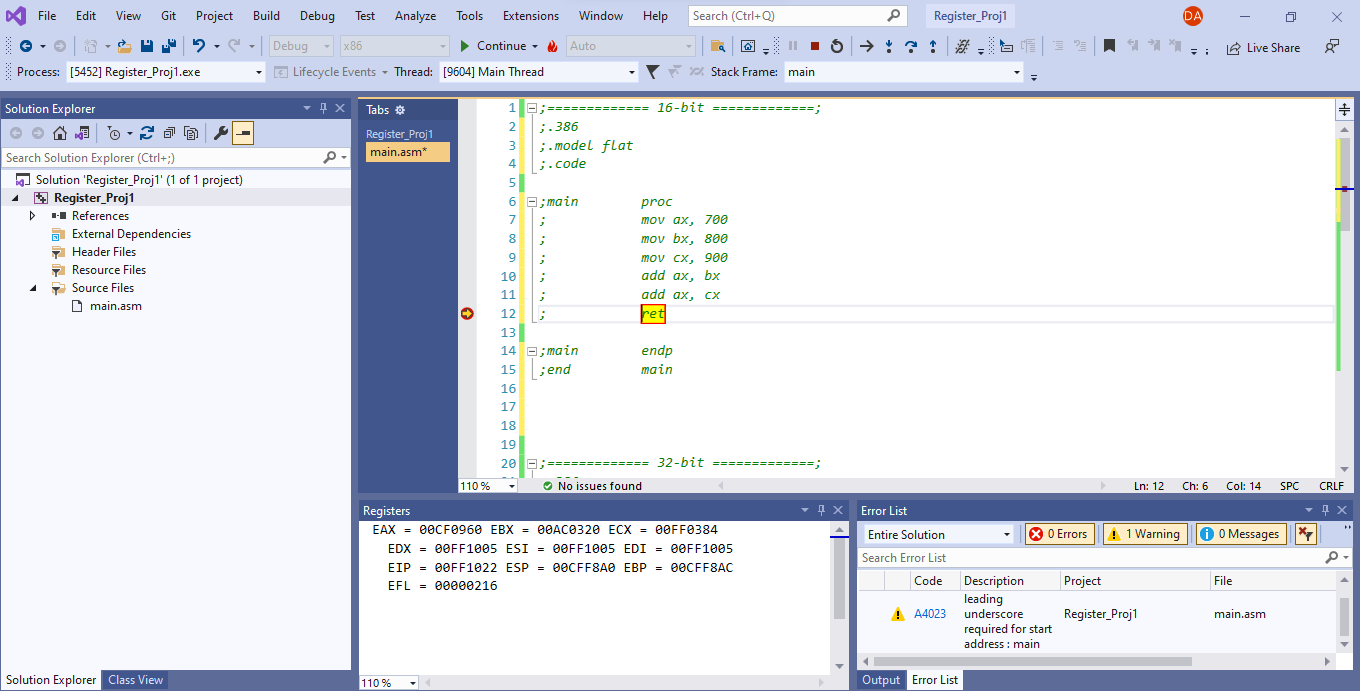 File Edit View Git Project Build Debug Test Analyze Tools Extensions Window Help Search (Ctrl+Q) Register_Proj1 DA
Debug x86 Continue Auto Live Share
Process: [5452] Register_Proj1.exe Lifecycle Events Thread: [9604] Main Thread Stack Frame: main
Solution Explorer
Search Solution Explorer (Ctrl+;)
Solution 'Register_Proj1' (1 of 1 project)
Register_Proj1
References
External Dependencies
Header Files
Resource Files
Source Files
main.asm
Solution Explorer Class View
Tabs
Register_Proj1
main.asm*
1 ;============= 16-bit =============;
2 ;.386
3 ;.model flat
4 ;.code
5
6 ;main proc
7 ; mov ax, 700
8 ; mov bx, 800
9 ; mov cx, 900
10 ; add ax, bx
11 ; add ax, cx
12 ; ret
13
14 ;main endp
15 ;end main
16
17
18
19
20 ;============= 32-bit =============;
110 % No issues found Ln: 12 Ch: 6 Col: 14 SPC CRLF
Registers
EAX = 00CF0960 EBX = 00AC0320 ECX = 00FF0384
EDX = 00FF1005 ESI = 00FF1005 EDI = 00FF1005
EIP = 00FF1022 ESP = 00CFF8A0 EBP = 00CFF8AC
EFL = 00000216
110 %
Error List
Entire Solution 0 Errors 1 Warning 0 Messages
Search Error List
Code Description Project File
A4023 leading
underscore
required for start
address : main
Register_Proj1 main.asm
Output Error List